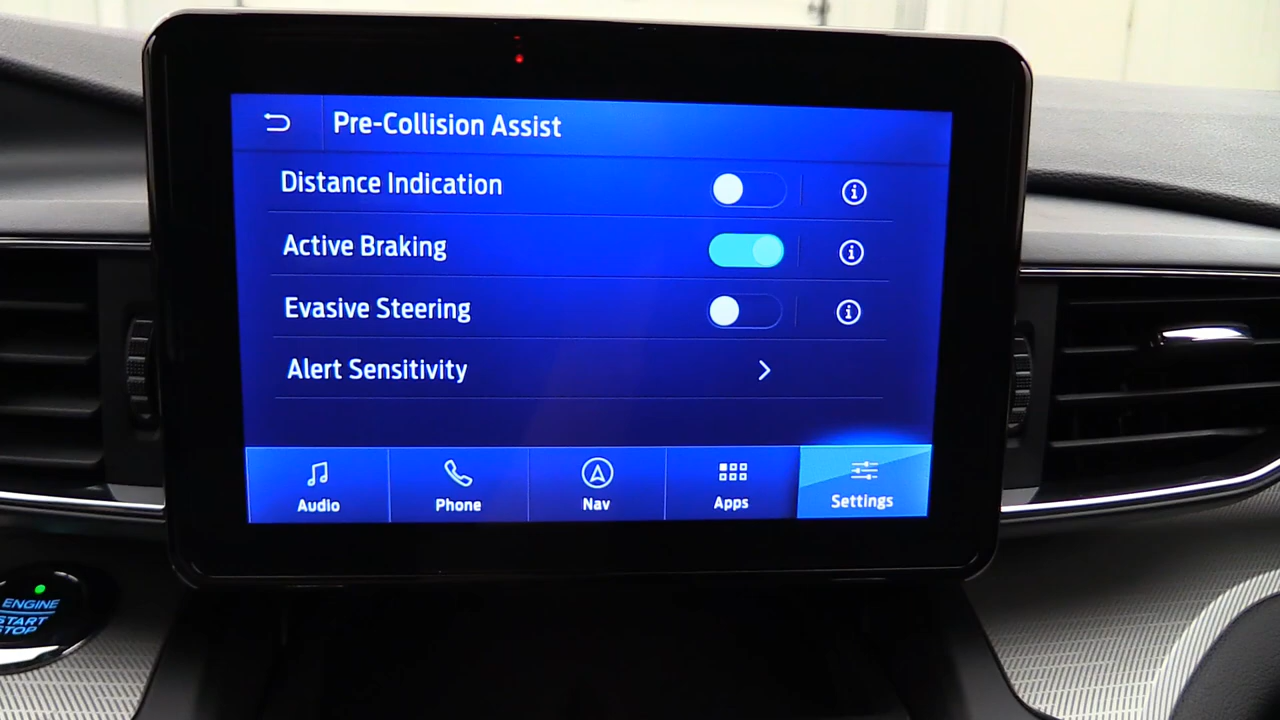 Pre-Collision Assist
Distance Indication
Active Braking
Evasive Steering
Alert Sensitivity
Audio
Phone
Nav
Apps
Settings
ENGINE
START
STOP